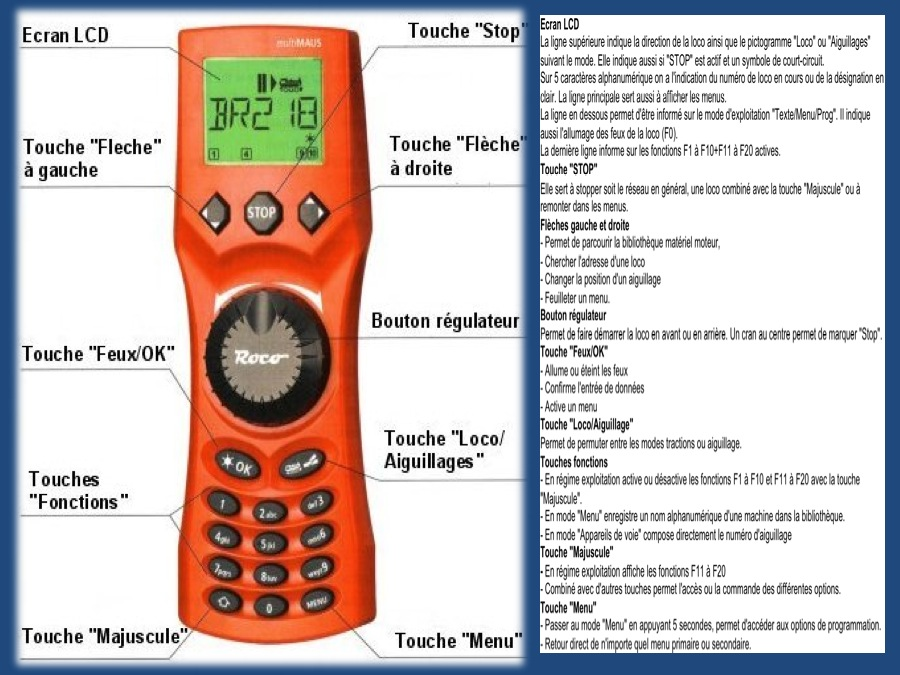 Ecran LCD
Touche "Stop"
multiMAUS
BR218
1 4 9 10
Touche "Fleche"
à gauche
Touche "Flèche"
à droite
STOP
Bouton régulateur
Roco
Touche "Feux/OK"
OK
Touche "Loco/
Aiguillages"
Touches
"Fonctions"
1 2abc def3
4ghi 5jkl mno6
7pqrs 8tuv wxyz9
0 MENU
Touche "Majuscule"
Touche "Menu"
Ecran LCD
La ligne supérieure indique la direction de la loco ainsi que le pictogramme "Loco" ou "Aiguillages"
suivant le mode. Elle indique aussi si "STOP" est actif et un symbole de court-circuit.
Sur 5 caractères alphanumérique on a l'indication du numéro de loco en cours ou de la désignation en
clair. La ligne principale sert aussi à afficher les menus.
La ligne en dessous permet d'être informé sur le mode d'exploitation "Texte/Menu/Prog". Il indique
aussi l'allumage des feux de la loco (F0).
La dernière ligne informe sur les fonctions F1 à F10+F11 à F20 actives.
Touche "STOP"
Elle sert à stopper soit le réseau en général, une loco combiné avec la touche "Majuscule" ou à
remonter dans les menus.
Flèches gauche et droite
- Permet de parcourir la bibliothèque matériel moteur,
- Chercher l'adresse d'une loco
- Changer la position d'un aiguillage
- Feuilleter un menu.
Bouton régulateur
Permet de faire démarrer la loco en avant ou en arrière. Un cran au centre permet de marquer "Stop".
Touche "Feux/OK"
- Allume ou éteint les feux
- Confirme l'entrée de données
- Active un menu
Touche "Loco/Aiguillage"
Permet de permuter entre les modes tractions ou aiguillage.
Touches fonctions
- En régime exploitation active ou désactive les fonctions F1 à F10 et F11 à F20 avec la touche
"Majuscule".
- En mode "Menu" enregistre un nom alphanumérique d'une machine dans la bibliothèque.
- En mode "Appareils de voie" compose directement le numéro d'aiguillage
Touche "Majuscule"
- En régime exploitation affiche les fonctions F11 à F20
- Combiné avec d'autres touches permet l'accès ou la commande des différentes options.
Touche "Menu"
- Passer au mode "Menu" en appuyant 5 secondes, permet d'accéder aux options de programmation.
- Retour direct de n'importe quel menu primaire ou secondaire.